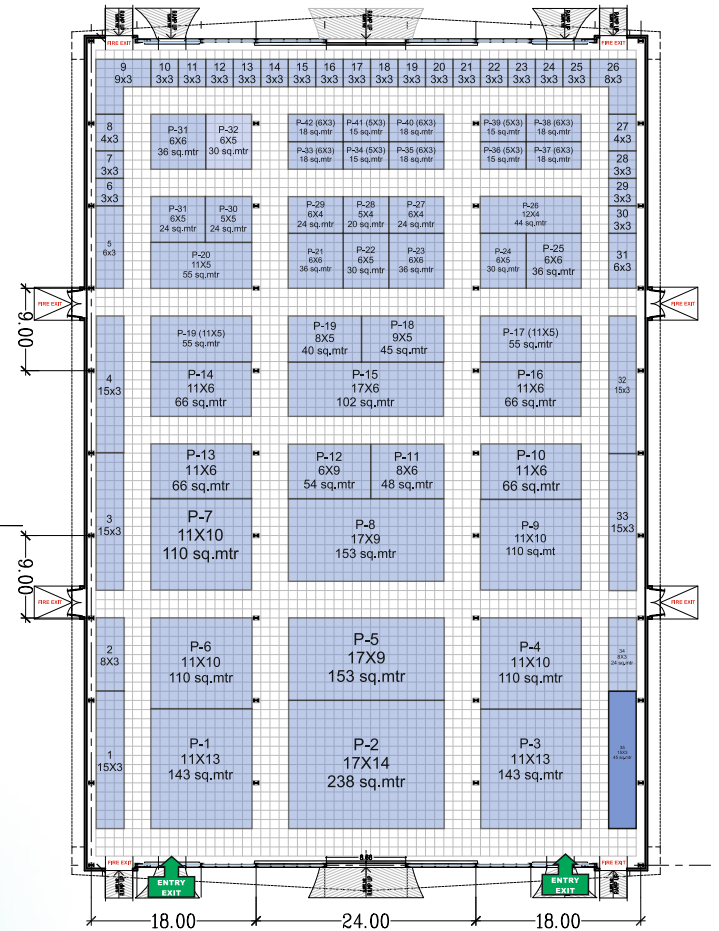 FIRE EXIT
FIRE EXIT
9
9x3
10
3x3
11
3x3
12
3x3
13
3x3
14
3x3
15
3x3
16
3x3
17
3x3
18
3x3
19
3x3
20
3x3
21
3x3
22
3x3
23
3x3
24
3x3
25
3x3
26
8x3
8
4x3
7
3x3
6
3x3
5
6x3
P-31
6X6
36 sq.mtr
P-32
6X5
30 sq.mtr
P-42 (6X3)
18 sq.mtr
P-41 (5X3)
15 sq.mtr
P-40 (6X3)
18 sq.mtr
P-33 (6X3)
18 sq.mtr
P-34 (5X3)
15 sq.mtr
P-35 (6X3)
18 sq.mtr
P-39 (5X3)
15 sq.mtr
P-38 (6X3)
18 sq.mtr
P-36 (5X3)
15 sq.mtr
P-37 (6X3)
18 sq.mtr
27
4x3
28
3x3
29
3x3
30
3x3
31
6x3
P-31
6X5
24 sq.mtr
P-30
5X5
24 sq.mtr
P-20
11X5
55 sq.mtr
P-29
6X4
24 sq.mtr
P-28
5X4
20 sq.mtr
P-27
6X4
24 sq.mtr
P-21
6X6
36 sq.mtr
P-22
6X5
30 sq.mtr
P-23
6X6
36 sq.mtr
P-26
12X4
44 sq.mtr
P-24
6X5
30 sq.mtr
P-25
6X6
36 sq.mtr
FIRE EXIT
FIRE EXIT
9.00
4
15x3
P-19 (11X5)
55 sq.mtr
P-19
8X5
40 sq.mtr
P-18
9X5
45 sq.mtr
P-17 (11X5)
55 sq.mtr
32
15x3
P-14
11X6
66 sq.mtr
P-15
17X6
102 sq.mtr
P-16
11X6
66 sq.mtr
3
15x3
P-13
11X6
66 sq.mtr
P-12
6X9
54 sq.mtr
P-11
8X6
48 sq.mtr
P-10
11X6
66 sq.mtr
33
15x3
P-7
11X10
110 sq.mtr
P-8
17X9
153 sq.mtr
P-9
11X10
110 sq.mt
9.00
FIRE EXIT
FIRE EXIT
2
8X3
P-6
11X10
110 sq.mtr
P-5
17X9
153 sq.mtr
P-4
11X10
110 sq.mtr
34
8X3
24 sq.mtr
1
15X3
P-1
11X13
143 sq.mtr
P-2
17X14
238 sq.mtr
P-3
11X13
143 sq.mtr
FIRE EXIT
FIRE EXIT
ENTRY
EXIT
ENTRY
EXIT
18.00
24.00
18.00